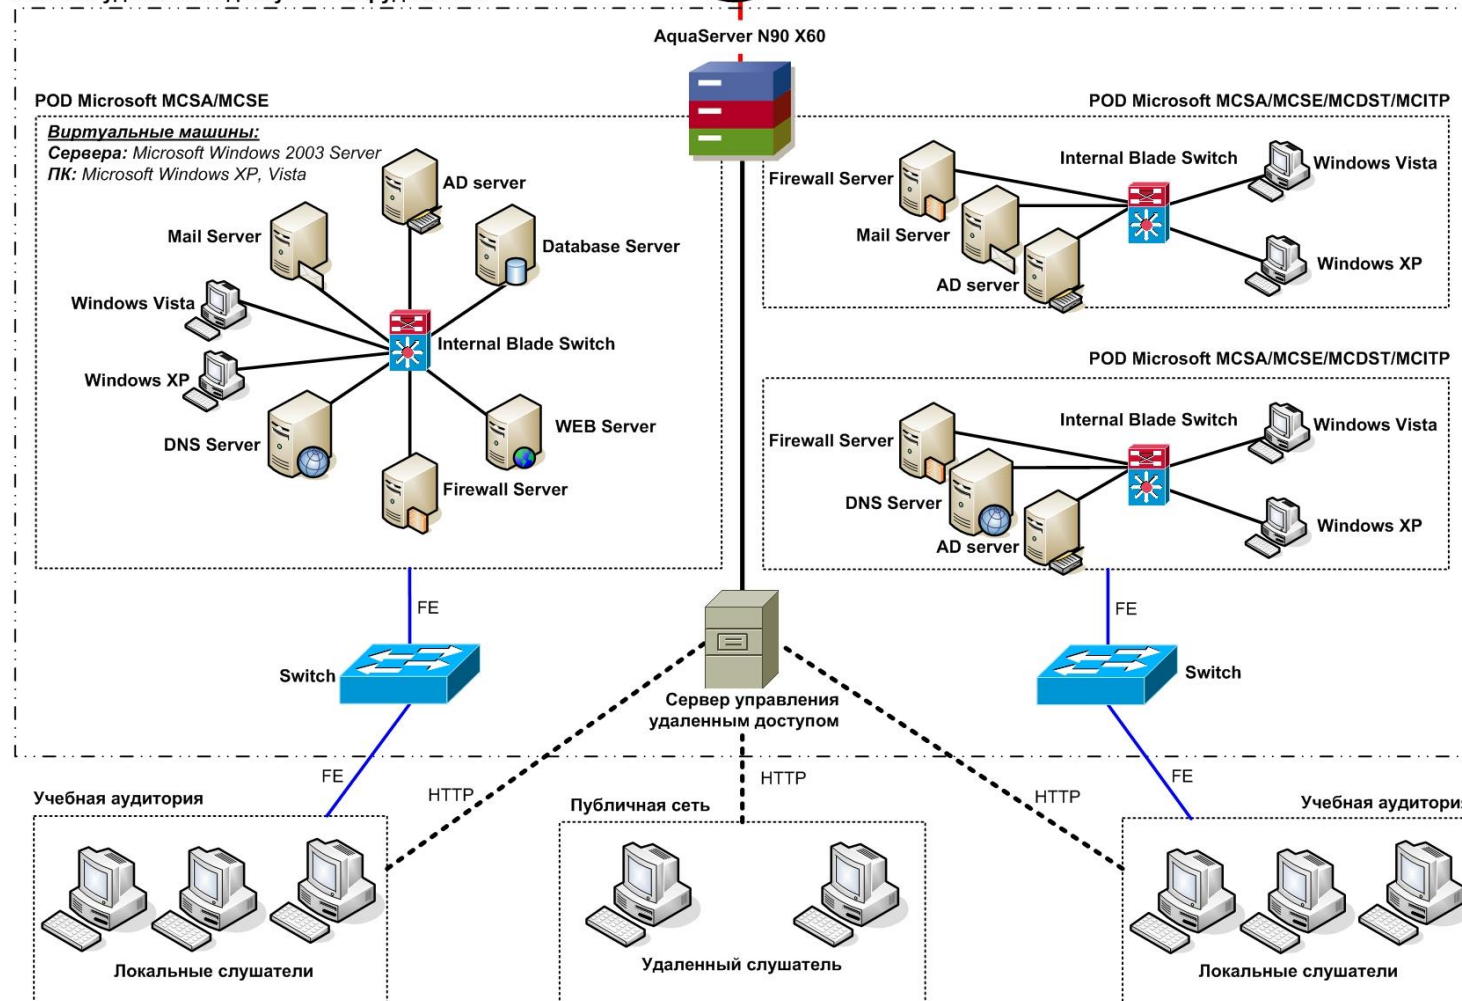 AquaServer N90 X60
POD Microsoft MCSA/MCSE
POD Microsoft MCSA/MCSE/MCDST/MCITP
Виртуальные машины:
Сервера: Microsoft Windows 2003 Server
ПК: Microsoft Windows XP, Vista
AD server
Mail Server
Database Server
Windows Vista
Internal Blade Switch
Windows XP
DNS Server
WEB Server
Firewall Server
Internal Blade Switch
Windows Vista
Firewall Server
Mail Server
AD server
Windows XP
POD Microsoft MCSA/MCSE/MCDST/MCITP
Internal Blade Switch
Windows Vista
Firewall Server
DNS Server
AD server
Windows XP
FE
FE
Switch
Сервер управления
удаленным доступом
Switch
FE
HTTP
HTTP
HTTP
FE
Учебная аудитория
Публичная сеть
Учебная аудитория
Локальные слушатели
Удаленный слушатель
Локальные слушатели